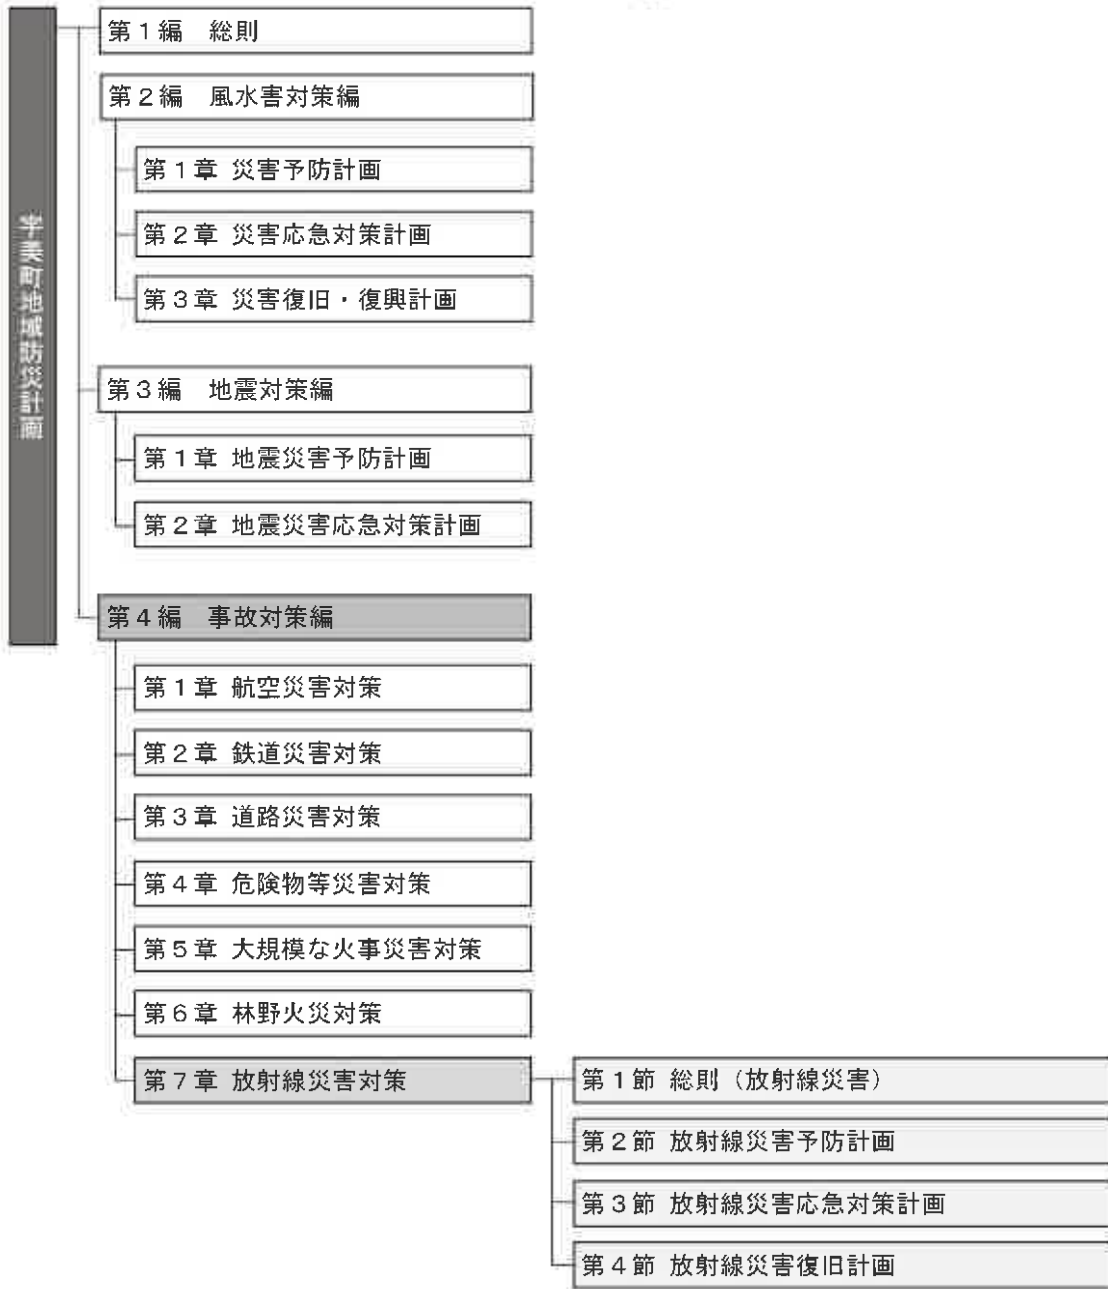 宇美町地域防災計画
第1編　総則
第2編　風水害対策編
第1章 災害予防計画
第2章 災害応急対策計画
第3章 災害復旧・復興計画
第3編　地震対策編
第1章 地震災害予防計画
第2章 地震災害応急対策計画
第4編　事故対策編
第1章 航空災害対策
第2章 鉄道災害対策
第3章 道路災害対策
第4章 危険物等災害対策
第5章 大規模な火事災害対策
第6章 林野火災対策
第7章 放射線災害対策
第1節 総則（放射線災害）
第2節 放射線災害予防計画
第3節 放射線災害応急対策計画
第4節 放射線災害復旧計画